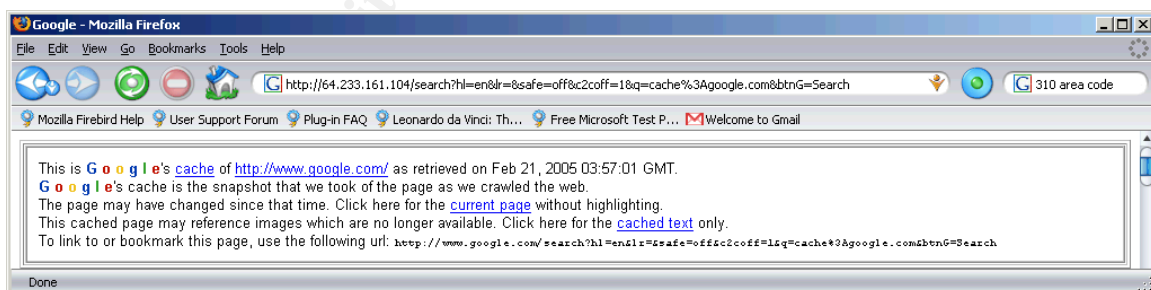 Google - Mozilla Firefox
File Edit View Go Bookmarks Tools Help
G http://64.233.161.104/search?hl=en&lr=&safe=off&c2coff=1&q=cache%3Agoogle.com&btnG=Search G 310 area code
Mozilla Firebird Help User Support Forum Plug-in FAQ Leonardo da Vinci: Th... Free Microsoft Test P... Welcome to Gmail
This is Google's cache of http://www.google.com/ as retrieved on Feb 21, 2005 03:57:01 GMT.
Google's cache is the snapshot that we took of the page as we crawled the web.
The page may have changed since that time. Click here for the current page without highlighting.
This cached page may reference images which are no longer available. Click here for the cached text only.
To link to or bookmark this page, use the following url: http://www.google.com/search?hl=en&lr=&safe=off&c2coff=1&q=cache%3Agoogle.com&btnG=Search
Done